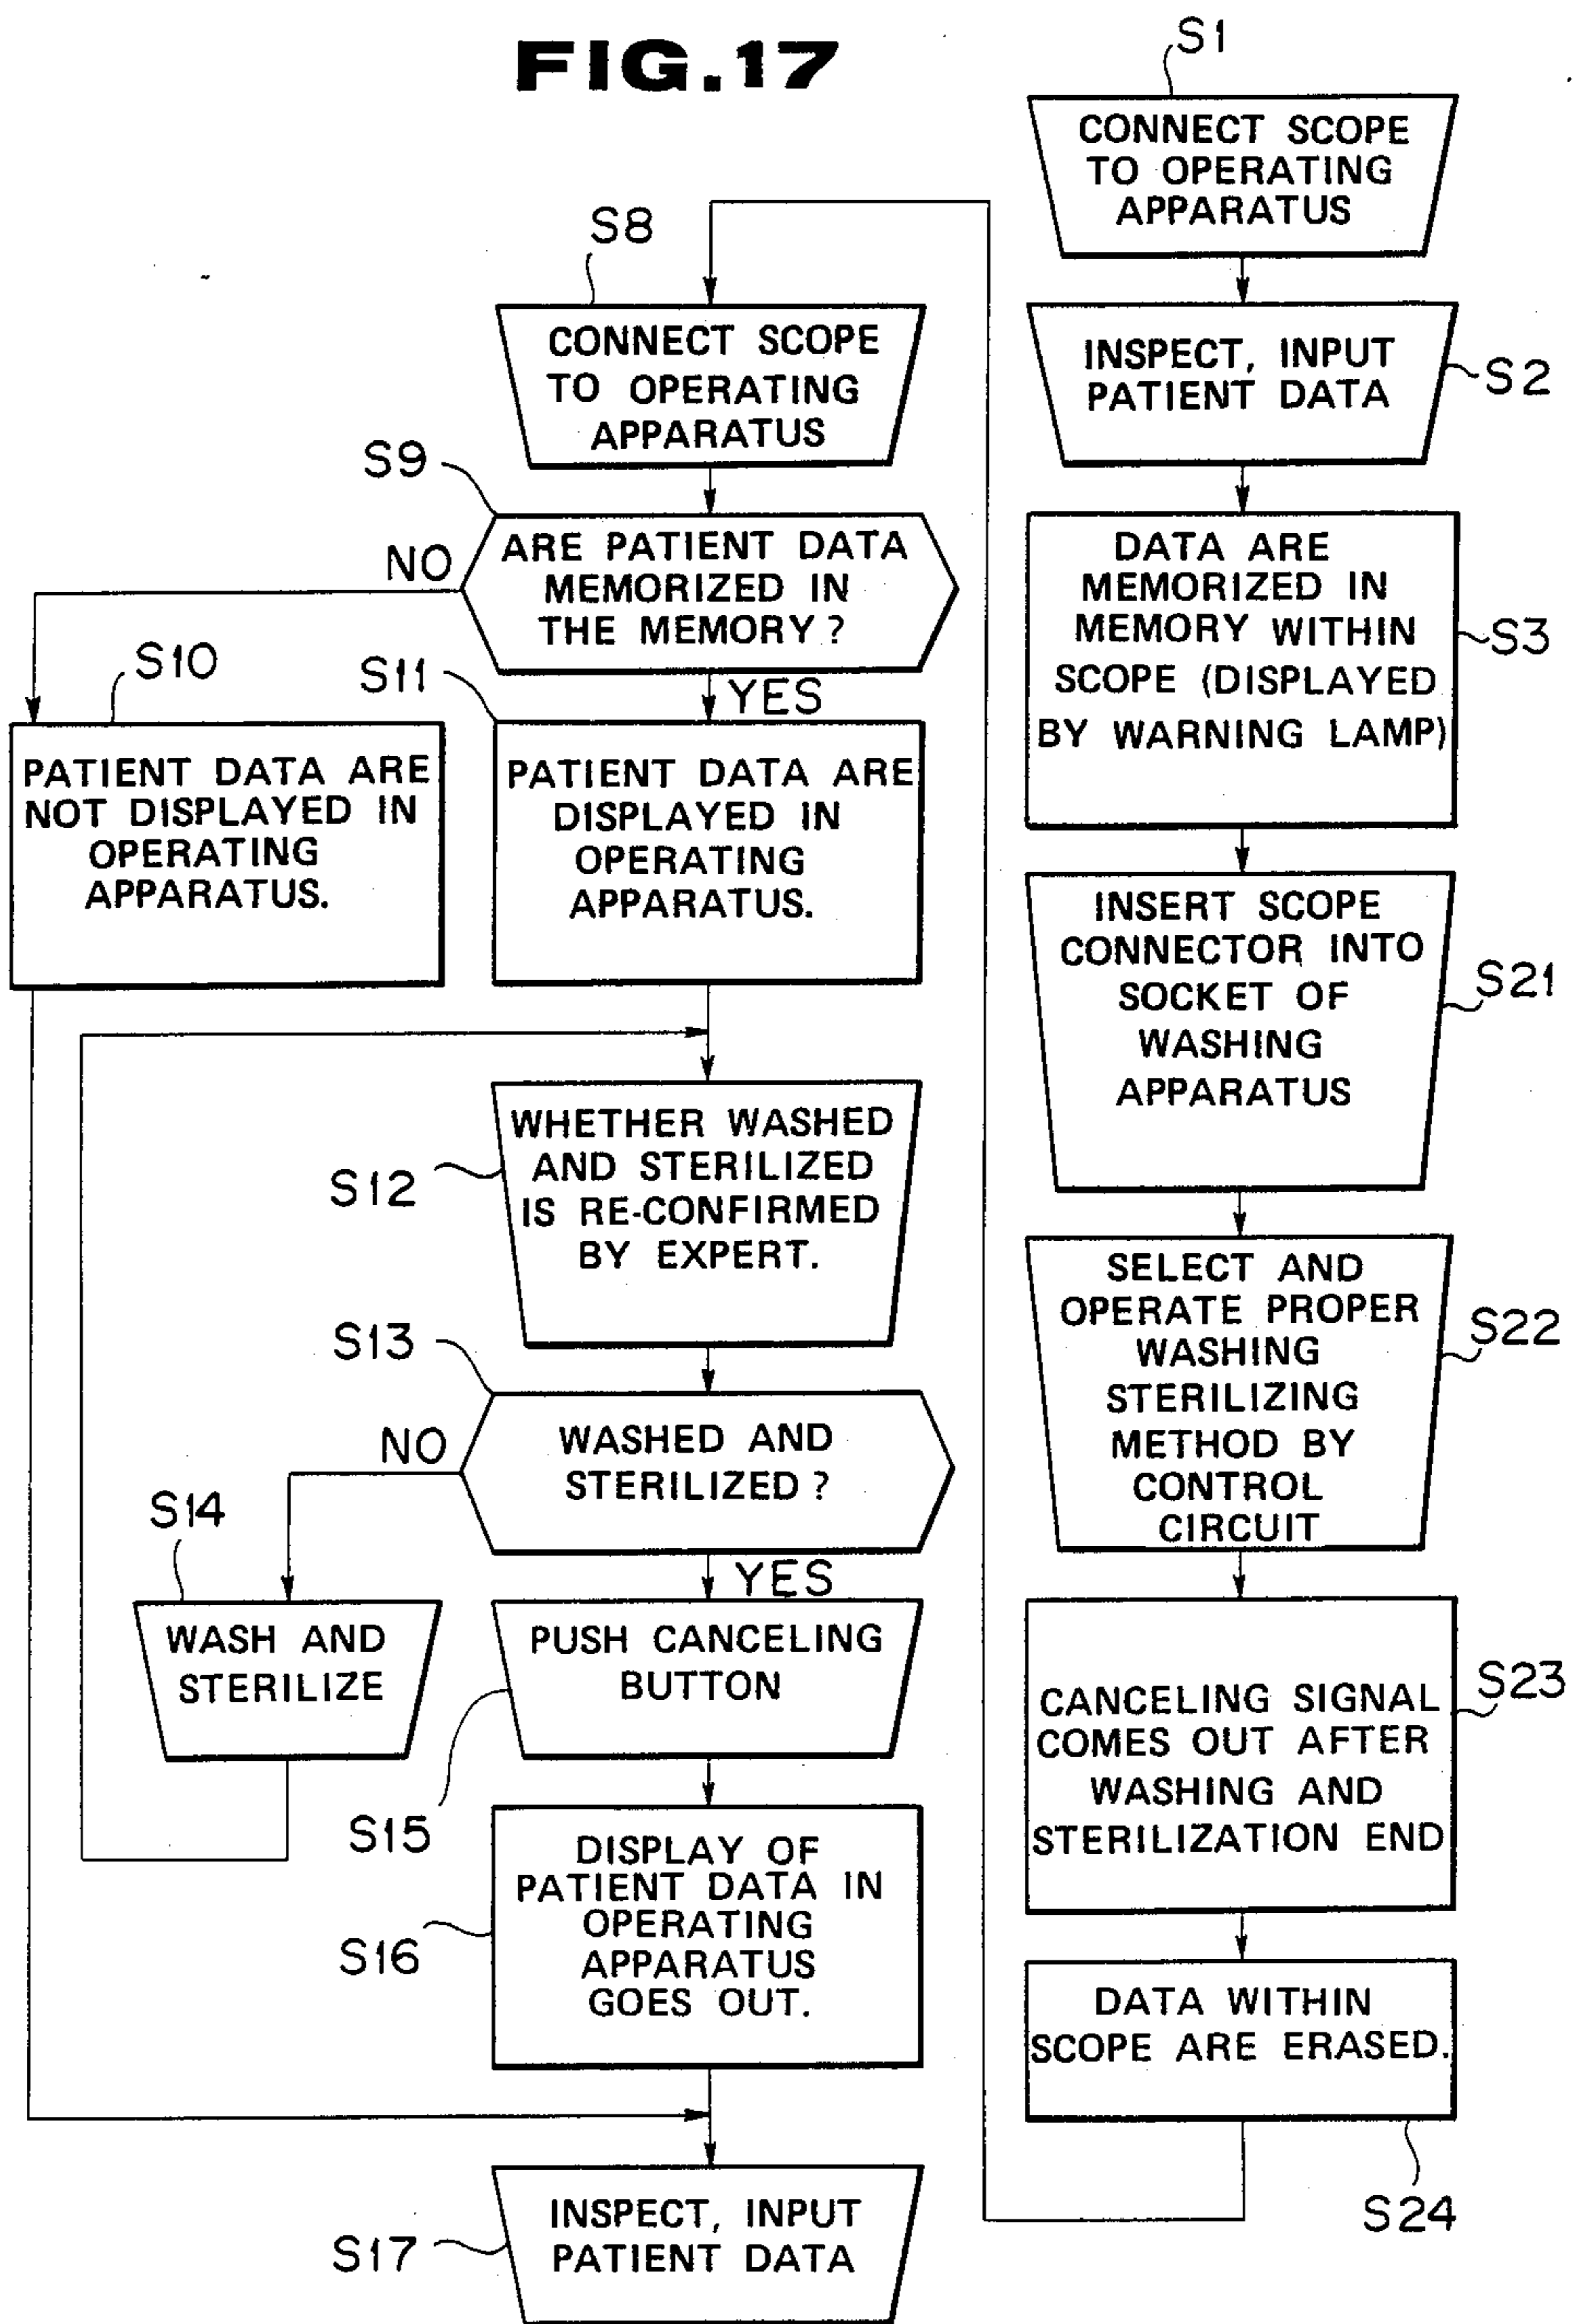 FIG.17
S1
CONNECT SCOPE
TO OPERATING
APPARATUS
INSPECT, INPUT
PATIENT DATA
S2
DATA ARE
MEMORIZED IN
MEMORY WITHIN
SCOPE (DISPLAYED
BY WARNING LAMP)
S3
INSERT SCOPE
CONNECTOR INTO
SOCKET OF
WASHING
APPARATUS
S21
SELECT AND
OPERATE PROPER
WASHING
STERILIZING
METHOD BY
CONTROL
CIRCUIT
S22
CANCELING SIGNAL
COMES OUT AFTER
WASHING AND
STERILIZATION END
S23
DATA WITHIN
SCOPE ARE ERASED.
S24
S8
CONNECT SCOPE
TO OPERATING
APPARATUS
S9
ARE PATIENT DATA
MEMORIZED IN
THE MEMORY?
NO
YES
S10
PATIENT DATA ARE
NOT DISPLAYED IN
OPERATING
APPARATUS.
S11
PATIENT DATA ARE
DISPLAYED IN
OPERATING
APPARATUS.
S12
WHETHER WASHED
AND STERILIZED
IS RE-CONFIRMED
BY EXPERT.
S13
WASHED AND
STERILIZED?
NO
YES
S14
WASH AND
STERILIZE
PUSH CANCELING
BUTTON
S15
DISPLAY OF
PATIENT DATA IN
OPERATING
APPARATUS
GOES OUT.
S16
INSPECT, INPUT
PATIENT DATA
S17